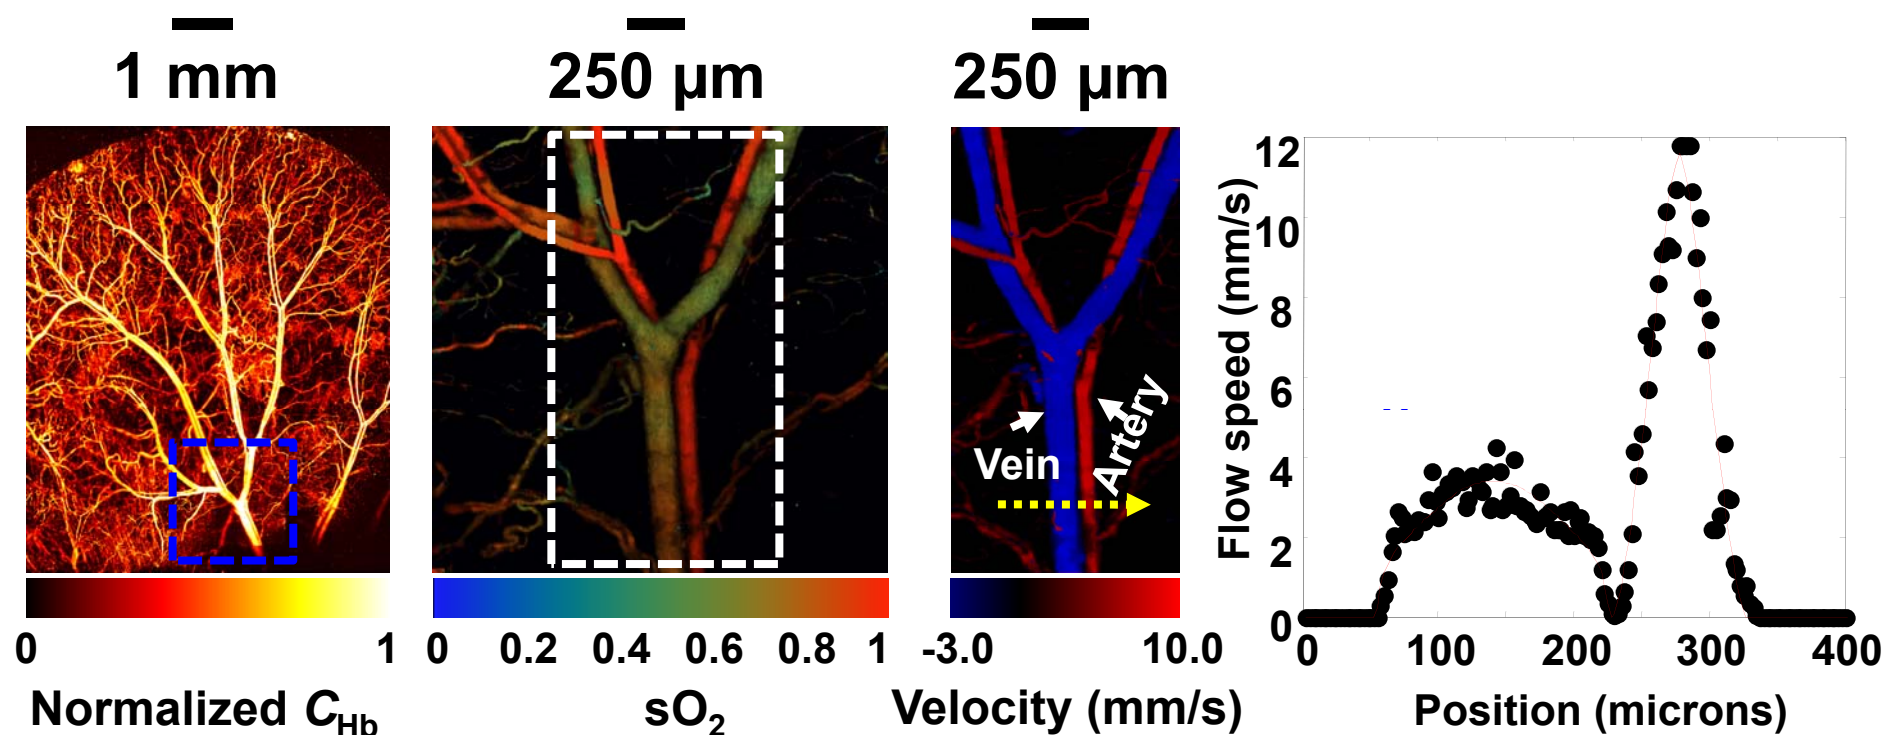 1 mm
250 µm
250 µm
Vein
Artery
0 1
Normalized CHb
0 0.2 0.4 0.6 0.8 1
sO2
-3.0 10.0
Velocity (mm/s)
Flow speed (mm/s)
12
10
8
6
4
2
0
0 100 200 300 400
Position (microns)